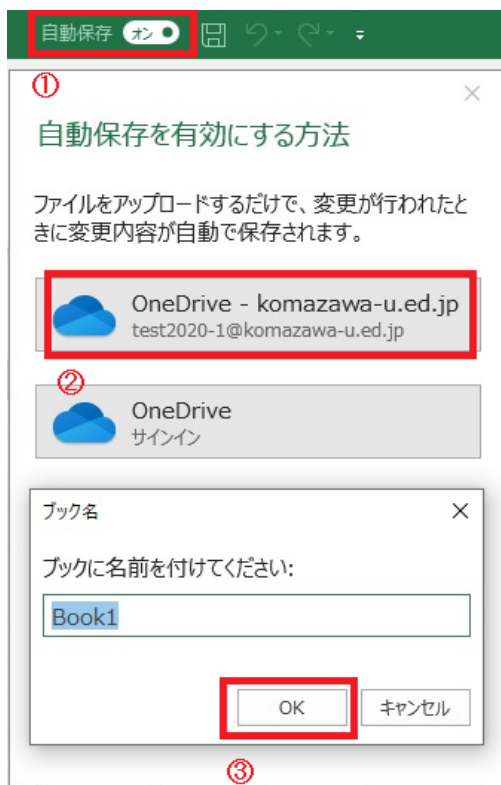 自動保存 オン
①
自動保存を有効にする方法
ファイルをアップロードするだけで、変更が行われたと
きに変更内容が自動で保存されます。
OneDrive - komazawa-u.ed.jp
test2020-1@komazawa-u.ed.jp
②
OneDrive
サインイン
ブック名
ブックに名前を付けてください:
Book1
OK キャンセル
③